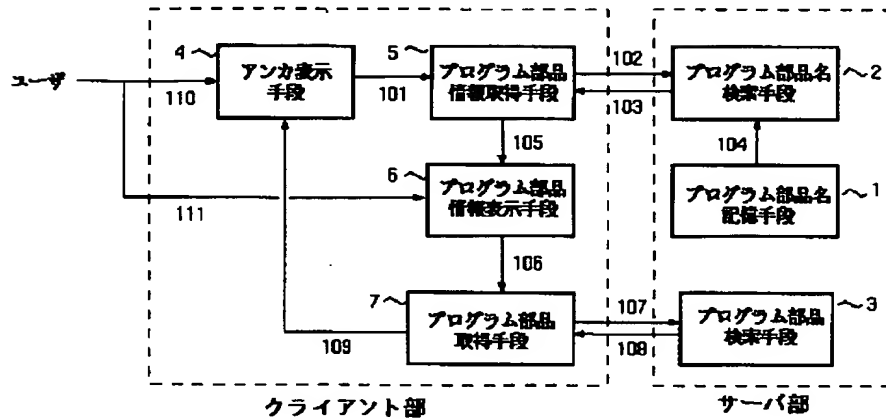 4
アンカ表示
手段
5
プログラム部品
情報取得手段
102
103
プログラム部品名
検索手段
2
ユーザ
110
101
105
104
6
プログラム部品
情報表示手段
プログラム部品名
記憶手段
1
111
106
7
プログラム部品
取得手段
107
108
プログラム部品
検索手段
3
109
クライアント部
サーバ部